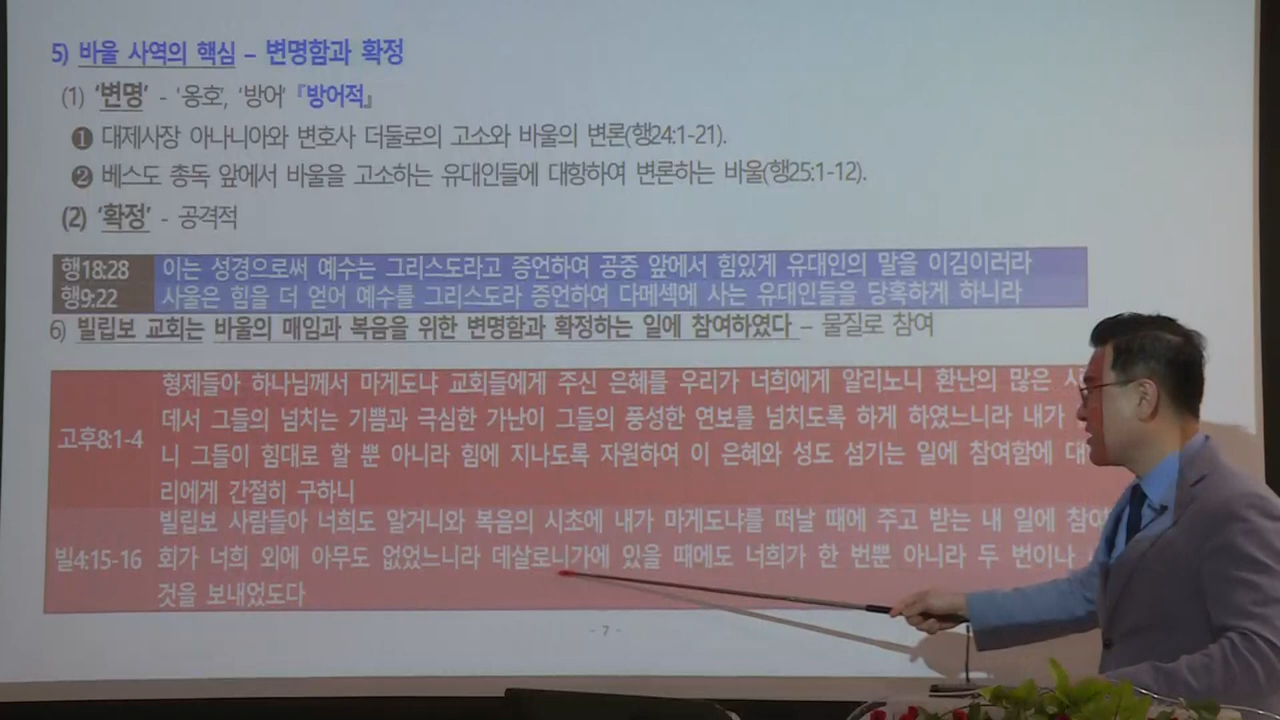 5) 바울 사역의 핵심 – 변명함과 확정
(1) '변명' - '옹호', '방어' 『방어적』
❶ 대제사장 아나니아와 변호사 더둘로의 고소와 바울의 변론(행24:1-21).
❷ 베스도 총독 앞에서 바울을 고소하는 유대인들에 대항하여 변론하는 바울(행25:1-12).
(2) '확정' - 공격적
행18:28 이는 성경으로써 예수는 그리스도라고 증언하여 공중 앞에서 힘있게 유대인의 말을 이김이러라
행9:22 사울은 힘을 더 얻어 예수를 그리스도라 증언하여 다메섹에 사는 유대인들을 당혹하게 하니라
6) 빌립보 교회는 바울의 매임과 복음을 위한 변명함과 확정하는 일에 참여하였다 – 물질로 참여
형제들아 하나님께서 마게도냐 교회들에게 주신 은혜를 우리가 너희에게 알리노니 환난의 많은
데서 그들의 넘치는 기쁨과 극심한 가난이 그들의 풍성한 연보를 넘치도록 하게 하였느니라 내가
고후8:1-4
니 그들이 힘대로 할 뿐 아니라 힘에 지나도록 자원하여 이 은혜와 성도 섬기는 일에 참여함에
리에게 간절히 구하니
빌립보 사람들아 너희도 알거니와 복음의 시초에 내가 마게도냐를 떠날 때에 주고 받는 내 일에
빌4:15-16 회가 너희 외에 아무도 없었느니라 데살로니가에 있을 때에도 너희가 한 번뿐 아니라 두 번이나
것을 보내었도다
- 7 -